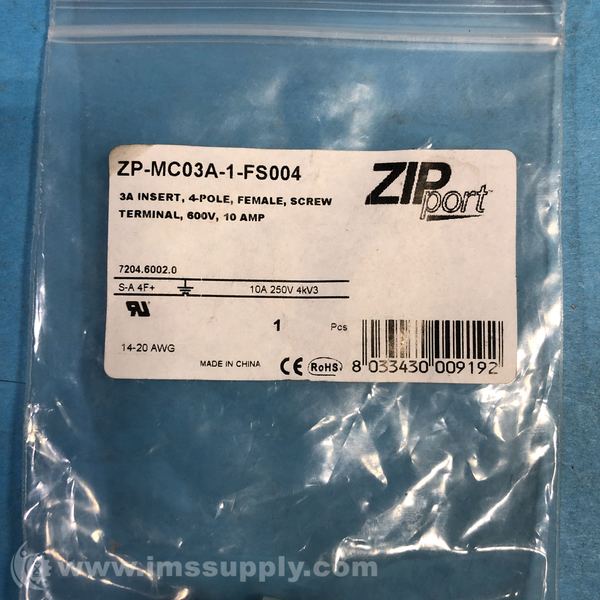 ZP-MC03A-1-FS004
ZIPport
3A INSERT, 4-POLE, FEMALE, SCREW
TERMINAL, 600V, 10 AMP
7204.6002.0
S-A 4F+ 10A 250V 4kV3
1 Pcs
14-20 AWG
MADE IN CHINA CE RoHS 8 033430 009192
www.imssupply.com